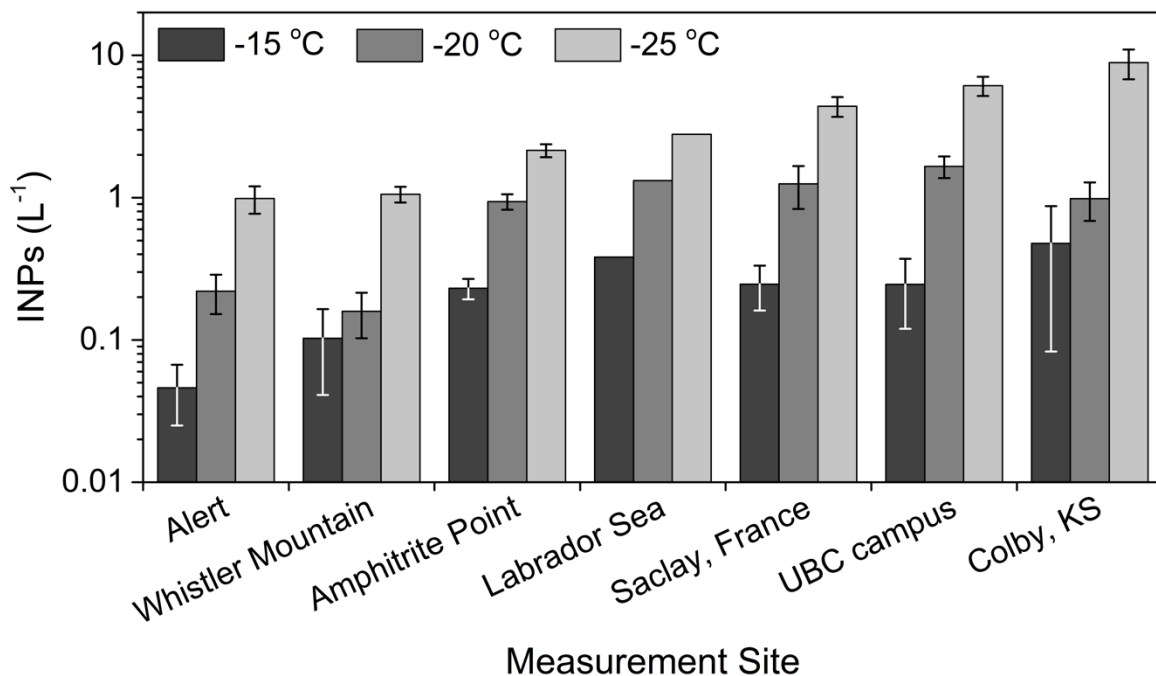 -15 °C -20 °C -25 °C
10
1
0.1
0.01
INPs (L⁻¹)
Alert
Whistler Mountain
Amphitrite Point
Labrador Sea
Saclay, France
UBC campus
Colby, KS
Measurement Site